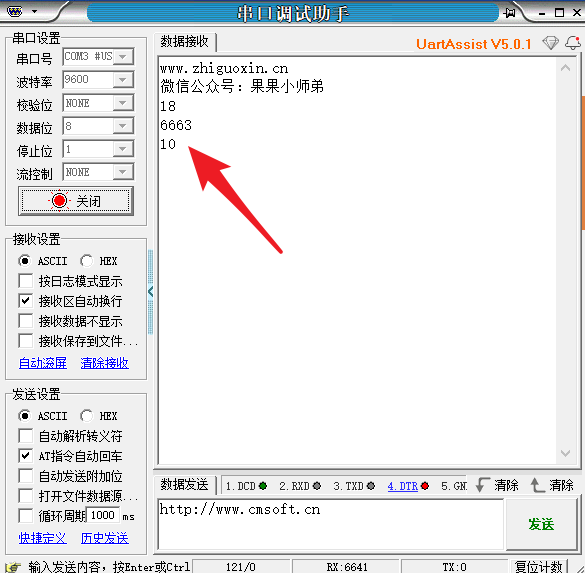 串口调试助手
串口设置
串口号 COM3 #US
波特率 9600
校验位 NONE
数据位 8
停止位 1
流控制 NONE
关闭
接收设置
ASCII HEX
按日志模式显示
接收区自动换行
接收数据不显示
接收保存到文件...
自动滚屏 清除接收
发送设置
ASCII HEX
自动解析转义符
AT指令自动回车
自动发送附加位
打开文件数据源...
循环周期 1000 ms
快捷定义 历史发送
数据接收 UartAssist V5.0.1
www.zhiguoxin.cn
微信公众号：果果小师弟
18
6663
10
数据发送 1.DCD 2.RXD 3.TXD 4.DTR 5.GN 清除 清除
http://www.cmsoft.cn
发送
输入发送内容，按Enter或Ctrl 121/0 RX:6641 TX:0 复位计数